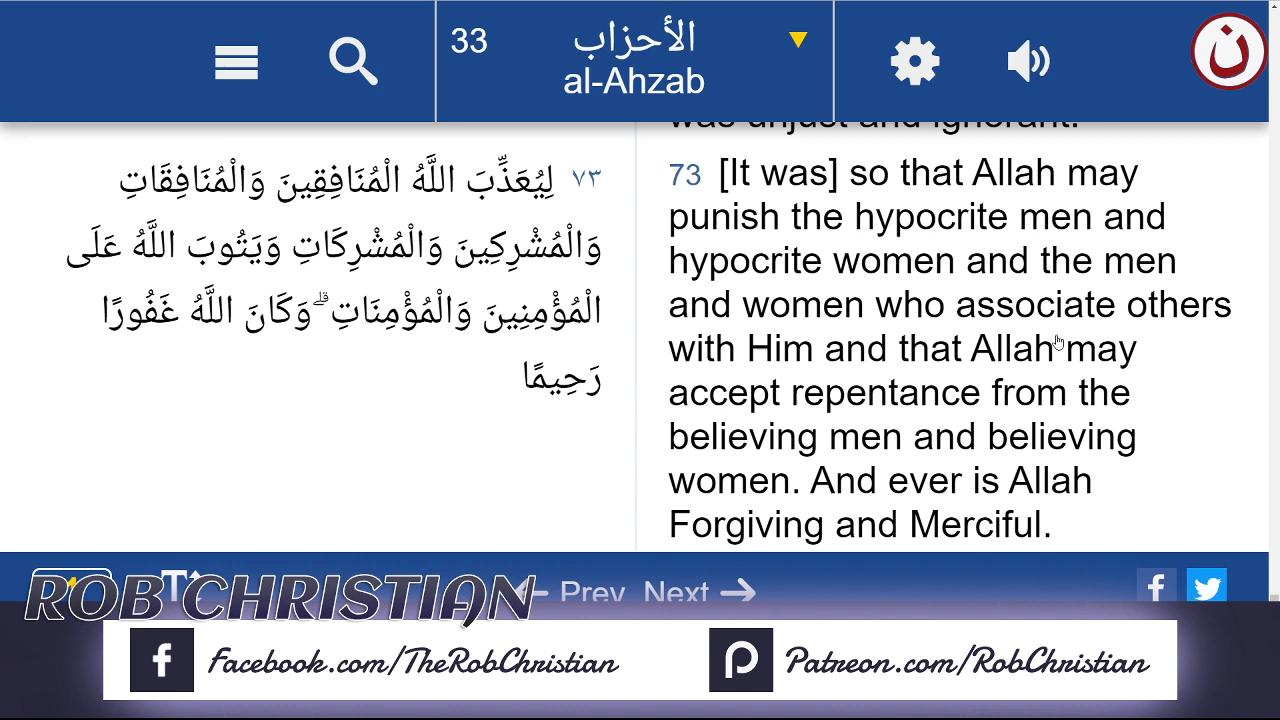 33
الأحزاب
al-Ahzab
ن
was unjust and ignorant.
٧٣ لِيُعَذِّبَ اللَّهُ الْمُنَافِقِينَ وَالْمُنَافِقَاتِ
وَالْمُشْرِكِينَ وَالْمُشْرِكَاتِ وَيَتُوبَ اللَّهُ عَلَى
الْمُؤْمِنِينَ وَالْمُؤْمِنَاتِ ۗ وَكَانَ اللَّهُ غَفُورًا
رَحِيمًا
73 [It was] so that Allah may
punish the hypocrite men and
hypocrite women and the men
and women who associate others
with Him and that Allah may
accept repentance from the
believing men and believing
women. And ever is Allah
Forgiving and Merciful.
T
Prev Next
ROB CHRISTIAN
Facebook.com/TheRobChristian
Patreon.com/RobChristian